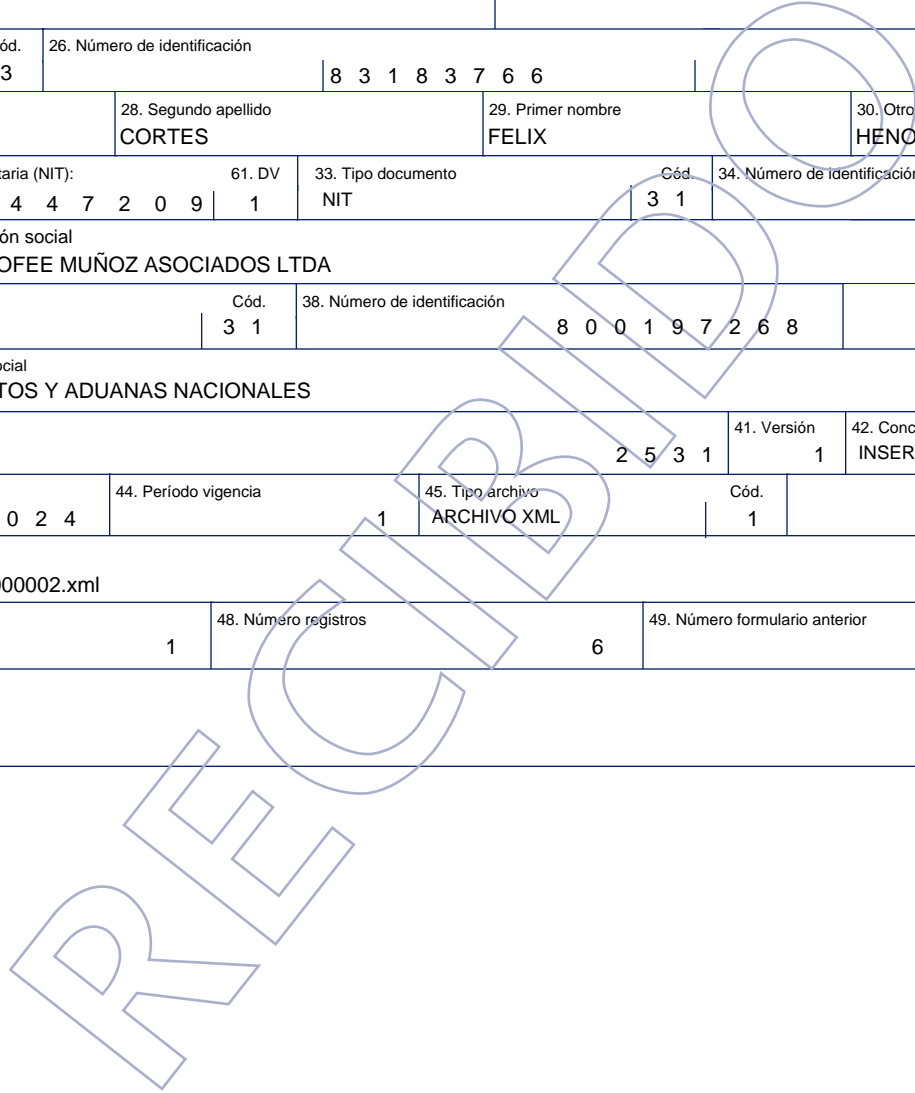 ód. 26. Número de identificación
3 8 3 1 8 3 7 6 6
28. Segundo apellido 29. Primer nombre 30. Otro
CORTES FELIX HENO
taria (NIT): 61. DV 33. Tipo documento Cód. 34. Número de identificación
4 4 7 2 0 9 1 NIT 3 1
ón social
OFEE MUÑOZ ASOCIADOS LTDA
Cód. 38. Número de identificación
3 1 8 0 0 1 9 7 2 6 8
ocial
TOS Y ADUANAS NACIONALES
41. Versión 42. Conc
2 5 3 1 1 INSER
44. Período vigencia 45. Tipo archivo Cód.
0 2 4 1 ARCHIVO XML 1
000002.xml
48. Número registros 49. Número formulario anterior
1 6
RECIBIDO